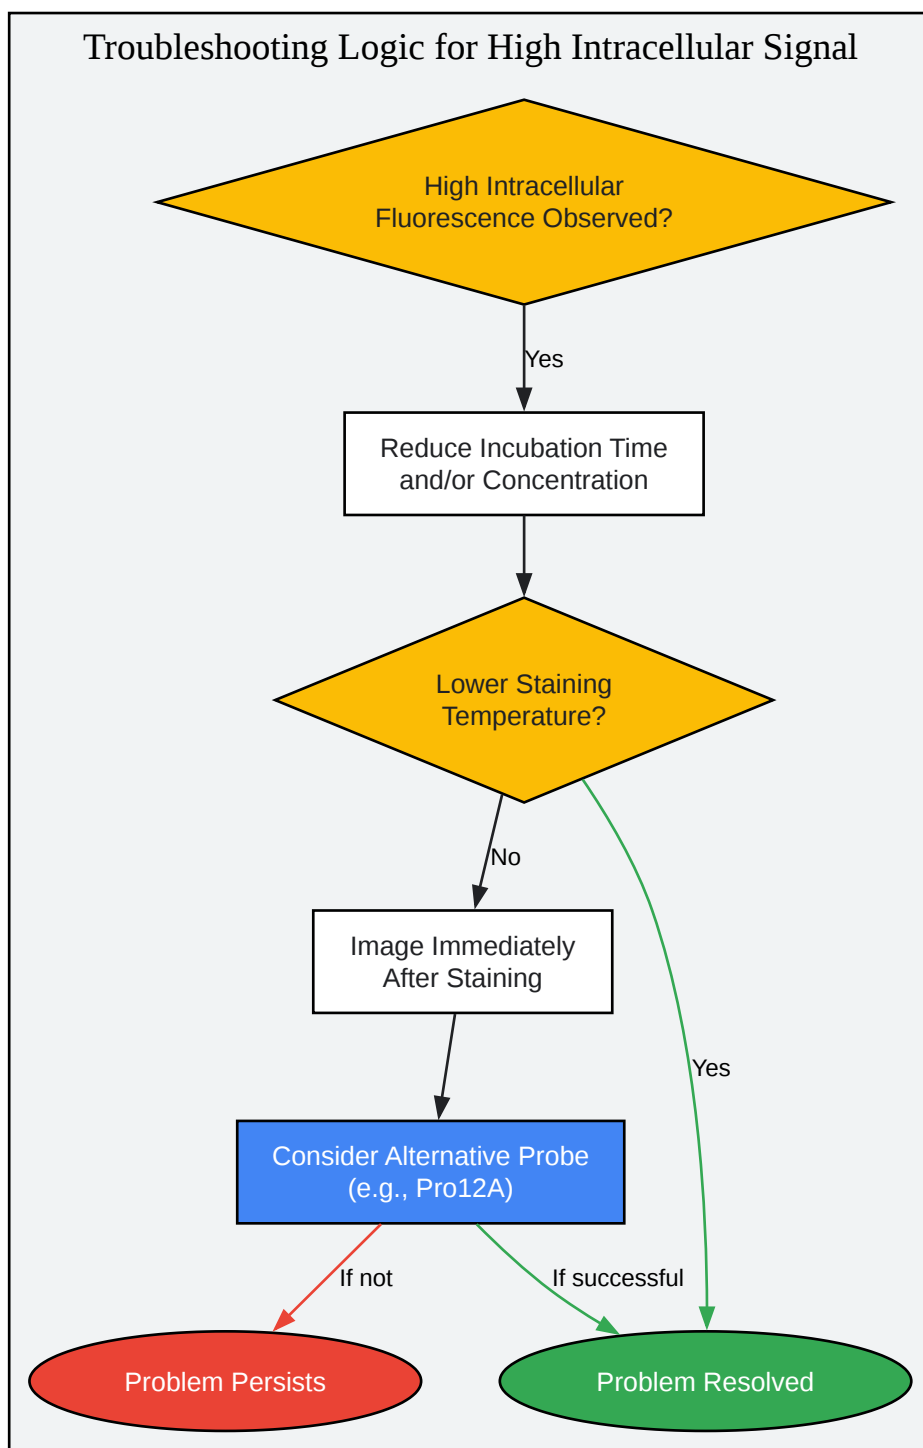 Troubleshooting Logic for High Intracellular Signal
High Intracellular
Fluorescence Observed?
Yes
Reduce Incubation Time
and/or Concentration
Lower Staining
Temperature?
No
Image Immediately
After Staining
Yes
Consider Alternative Probe
(e.g., Pro12A)
If not
If successful
Problem Persists
Problem Resolved